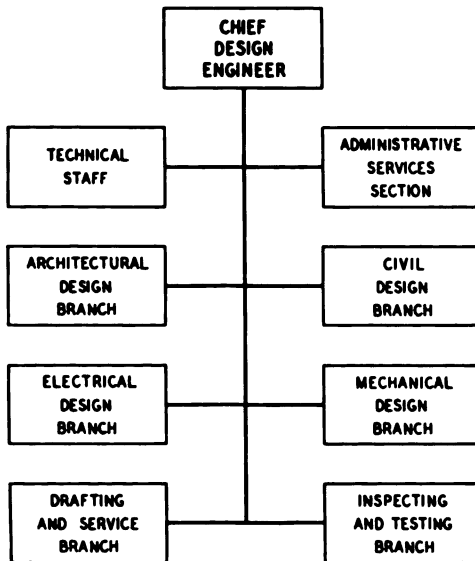 CHIEF
DESIGN
ENGINEER
TECHNICAL
STAFF
ADMINISTRATIVE
SERVICES
SECTION
ARCHITECTURAL
DESIGN
BRANCH
CIVIL
DESIGN
BRANCH
ELECTRICAL
DESIGN
BRANCH
MECHANICAL
DESIGN
BRANCH
DRAFTING
AND SERVICE
BRANCH
INSPECTING
AND TESTING
BRANCH